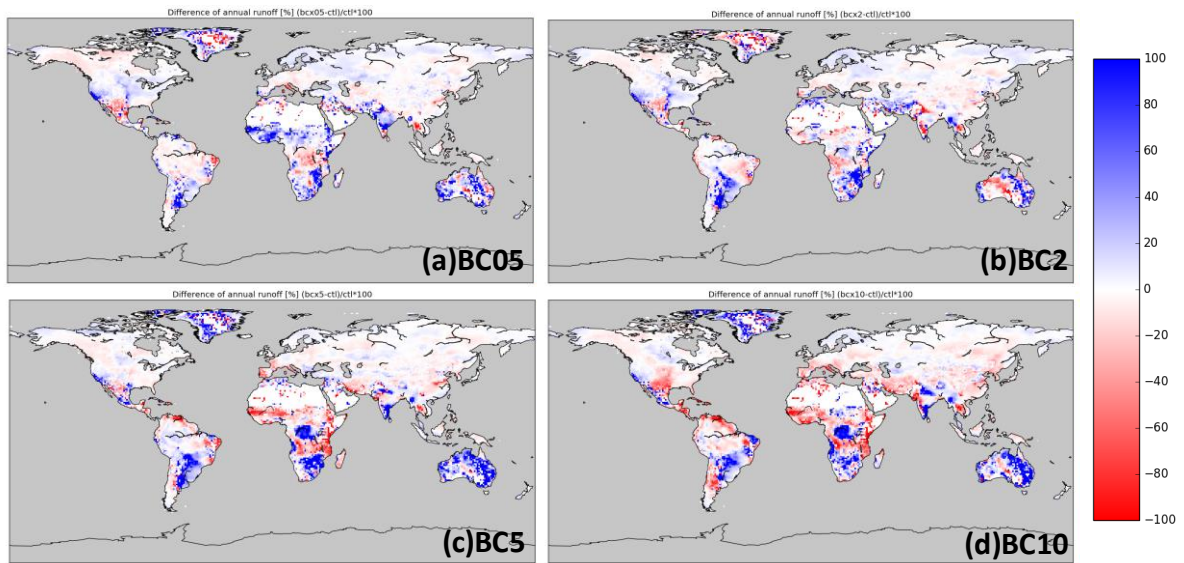 Difference of annual runoff [%] (bcx05-ctl)/ctl*100
(a)BC05
Difference of annual runoff [%] (bcx2-ctl)/ctl*100
(b)BC2
Difference of annual runoff [%] (bcx5-ctl)/ctl*100
(c)BC5
Difference of annual runoff [%] (bcx10-ctl)/ctl*100
(d)BC10
100
80
60
40
20
0
−20
−40
−60
−80
−100